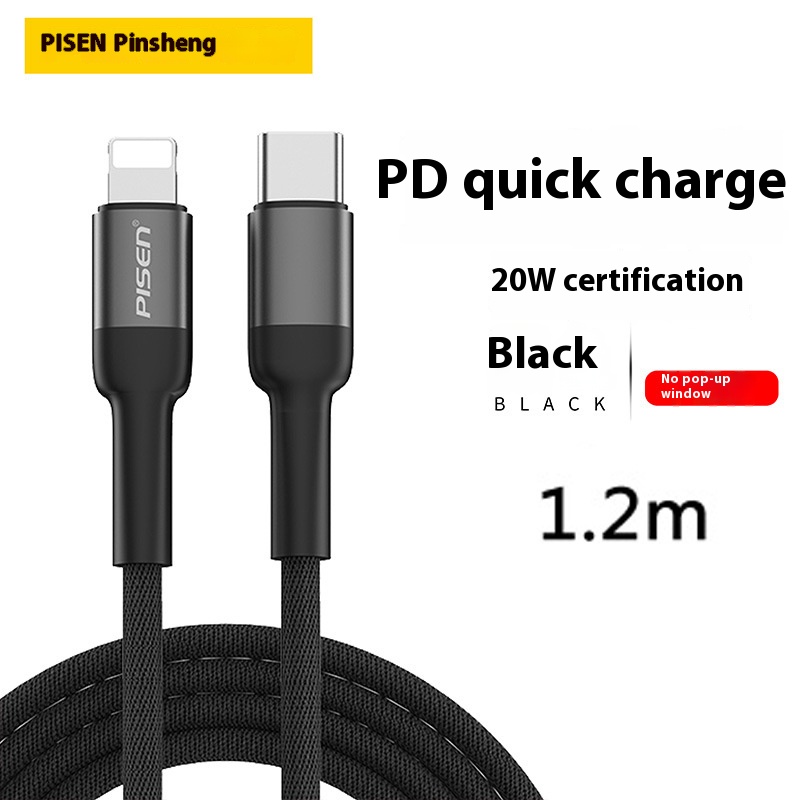 PISEN Pinsheng
PISEN®
PD quick charge
20W certification
Black
BLACK
No pop-up
window
1.2m